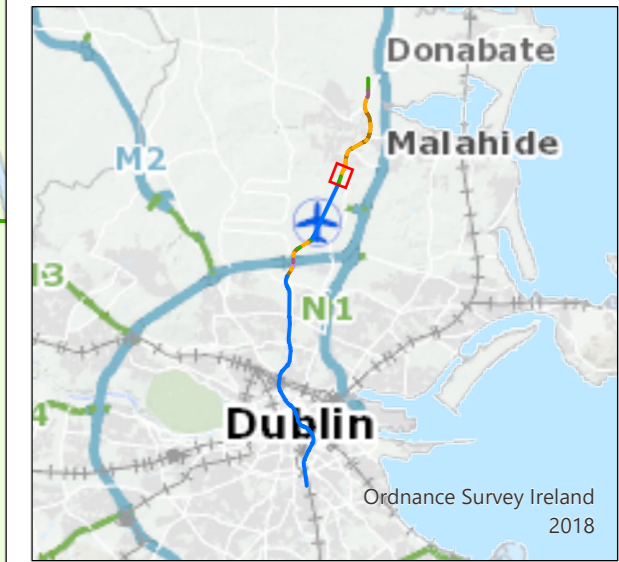 Donabate
Malahide
M2
N1
Dublin
Ordnance Survey Ireland
2018